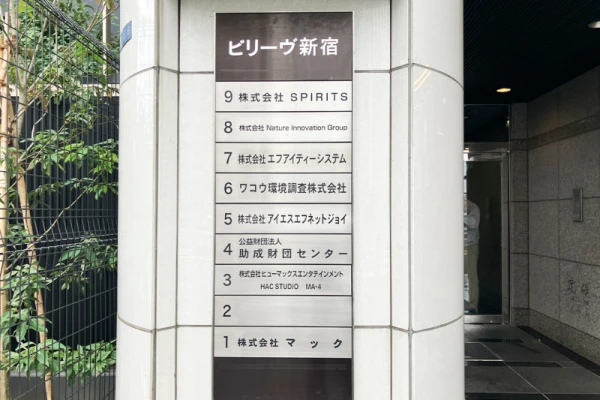 ビリーヴ新宿
9 株式会社 SPIRITS
8 株式会社 Nature Innovation Group
7 株式会社 エフアイティーシステム
6 ワコウ環境調査株式会社
5 株式会社 アイエスエフネットジョイ
4 公益財団法人
助成財団センター
3 株式会社ヒューマックスエンタテインメント
HAC STUDIO MA-4
2
1 株式会社 マック